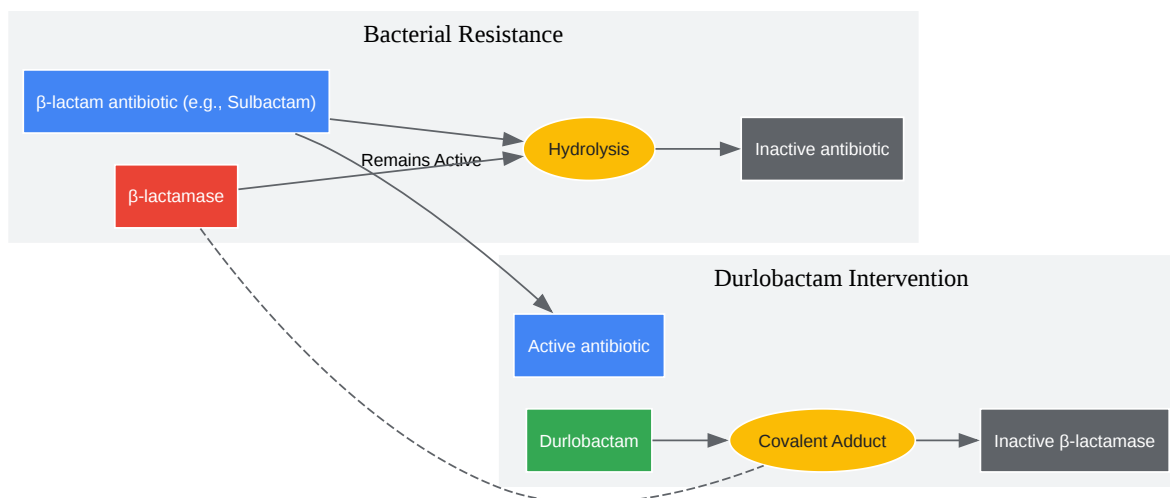 Bacterial Resistance
β-lactam antibiotic (e.g., Sulbactam)
Hydrolysis
Inactive antibiotic
Remains Active
β-lactamase
Durlobactam Intervention
Active antibiotic
Durlobactam
Covalent Adduct
Inactive β-lactamase